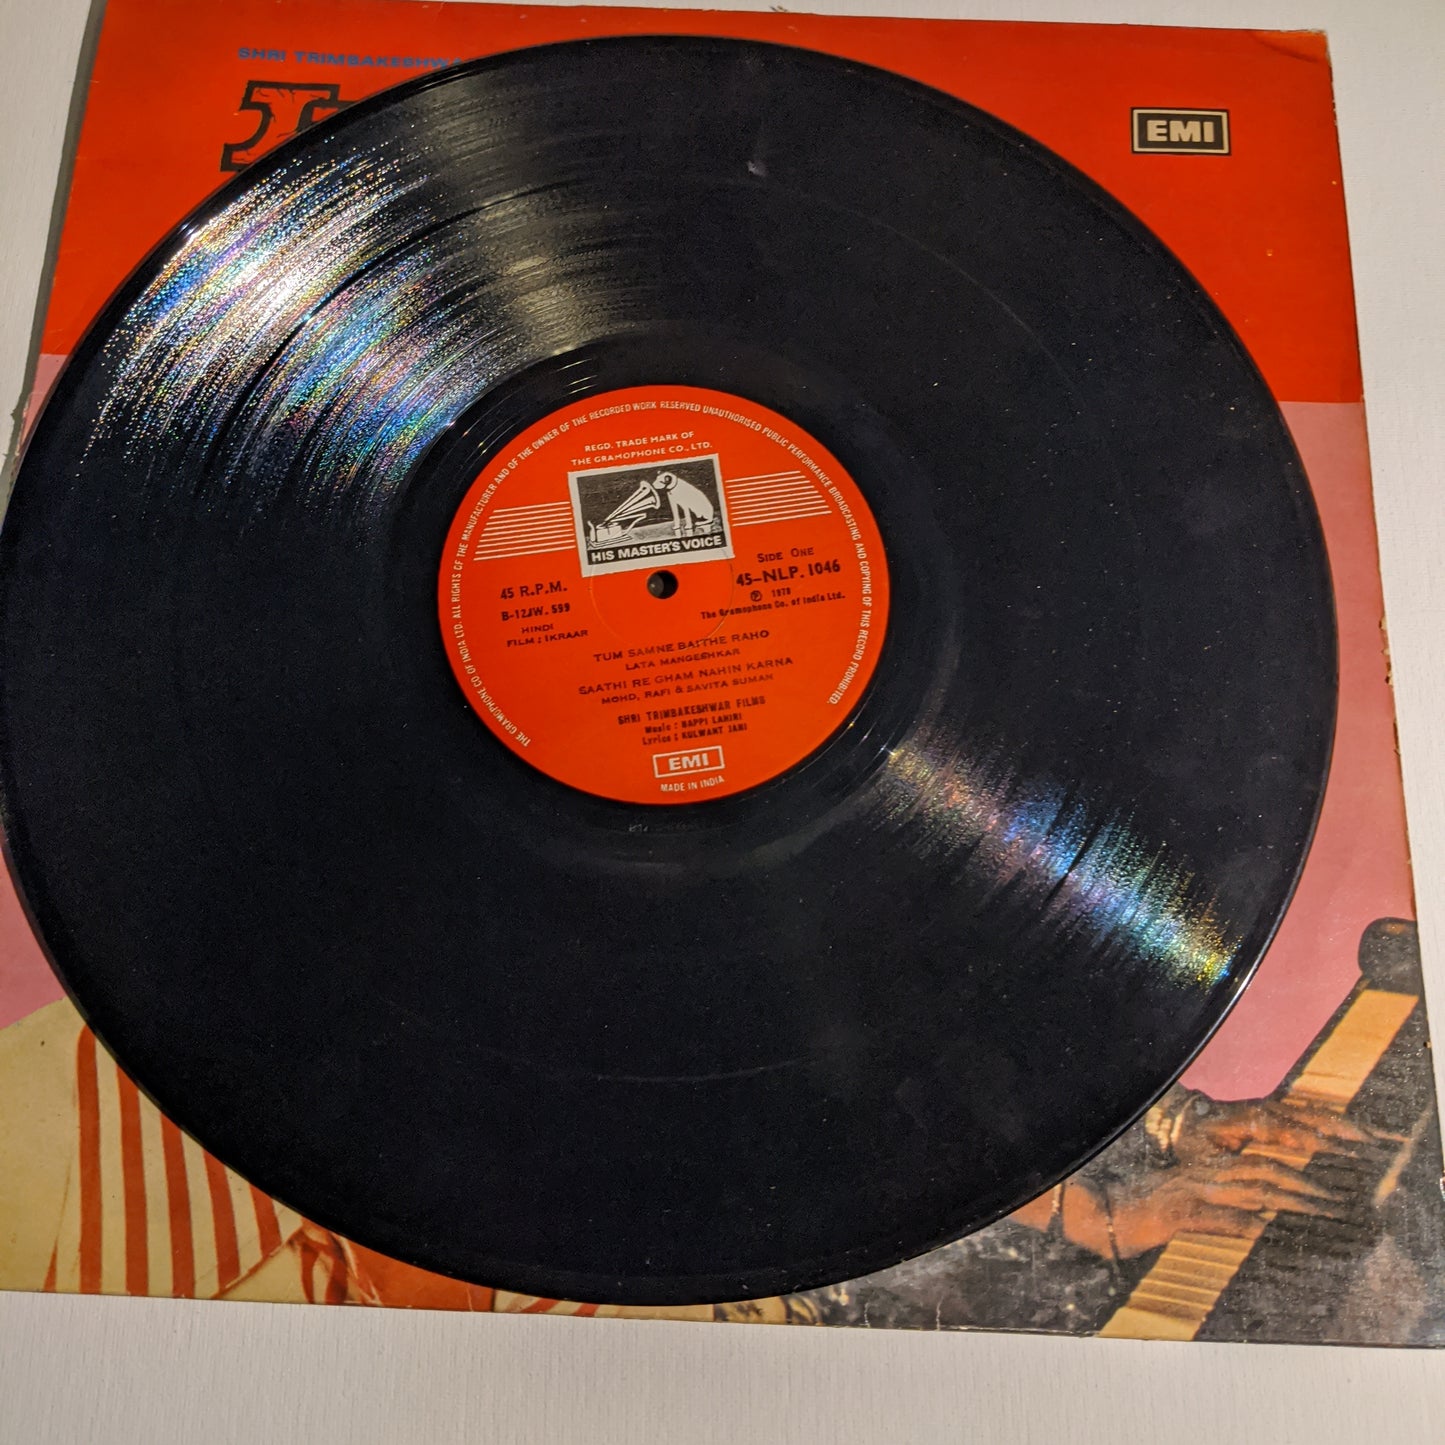 SHRI TRIMBAKESHWA
EMI
THE GRAMOPHONE CO OF INDIA LTD. ALL RIGHTS OF THE MANUFACTURER AND OF THE OWNER OF THE RECORDED WORK RESERVED UNAUTHORISED PUBLIC PERFORMANCE BROADCASTING AND COPYING OF THIS RECORD PROHIBITED.
REGD. TRADE MARK OF
THE GRAMOPHONE CO., LTD.
HIS MASTER'S VOICE
SIDE ONE
45 R.P.M.
45-NLP. 1046
HINDI
FILM : IKRAAR
The Gramophone Co. of India Ltd.
TUM SAMNE BAITHE RAHO
LATA MANGESHKAR
SAATHI RE GHAM NAHIN KARNA
MOHD, RAFI & SAVITA SUMAN
SHRI TRIMBAKESHWAR FILMS
Music : BAPPI LAHIRI
Lyrics : KULWANT JANI
EMI
MADE IN INDIA